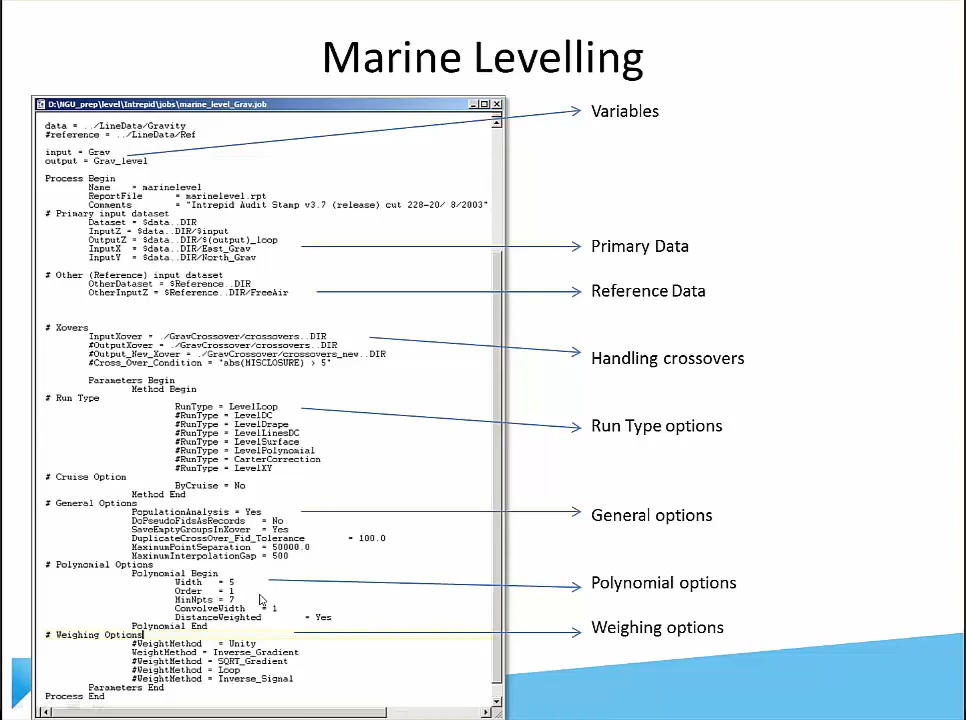 Marine Levelling
D:\NGU_prep\level\Intrepid\jobs\marine_level_Grav.job
data = ../LineData/Gravity
#reference = ../LineData/Ref
input = Grav
output = Grav_level
Process Begin
Name = marinelevel
ReportFile = marinelevel.rpt
Comments = "Intrepid Audit Stamp v3.7 (release) cut 228-20/ 8/2003"
# Primary input dataset
Dataset = $data..DIR
InputZ = $data..DIR/$input
OutputZ = $data..DIR/$(output)_loop
InputX = $data..DIR/East_Grav
InputY = $data..DIR/North_Grav
# Other (Reference) input dataset
OtherDataset = $Reference..DIR
OtherInputZ = $Reference..DIR/FreeAir
# Xovers
InputXover = ./GravCrossover/crossovers..DIR
#OutputXover = ./GravCrossover/crossovers..DIR
#Output_New_Xover = ./GravCrossover/crossovers_new..DIR
#Cross_Over_Condition = "abs(MISCLOSURE) > 5"
Parameters Begin
Method Begin
# Run Type
RunType = LevelLoop
#RunType = LevelDC
#RunType = LevelDrape
#RunType = LevelLinesDC
#RunType = LevelSurface
#RunType = LevelPolynomial
#RunType = CarterCorrection
#RunType = LevelXY
# Cruise Option
ByCruise = No
Method End
# General Options
PopulationAnalysis = Yes
DoPseudoFidsAsRecords = No
SaveEmptyGroupsInXover = Yes
DuplicateCrossOver_Fid_Tolerance = 100.0
MaximumPointSeparation = 50000.0
MaximumInterpolationGap = 500
# Polynomial Options
Polynomial Begin
Width = 5
Order = 1
MinNpts = 7
ConvolveWidth = 1
DistanceWeighted = Yes
Polynomial End
# Weighing Options
#WeightMethod = Unity
WeightMethod = Inverse_Gradient
#WeightMethod = SQRT_Gradient
#WeightMethod = Loop
#WeightMethod = Inverse_Signal
Parameters End
Process End
Variables
Primary Data
Reference Data
Handling crossovers
Run Type options
General options
Polynomial options
Weighing options